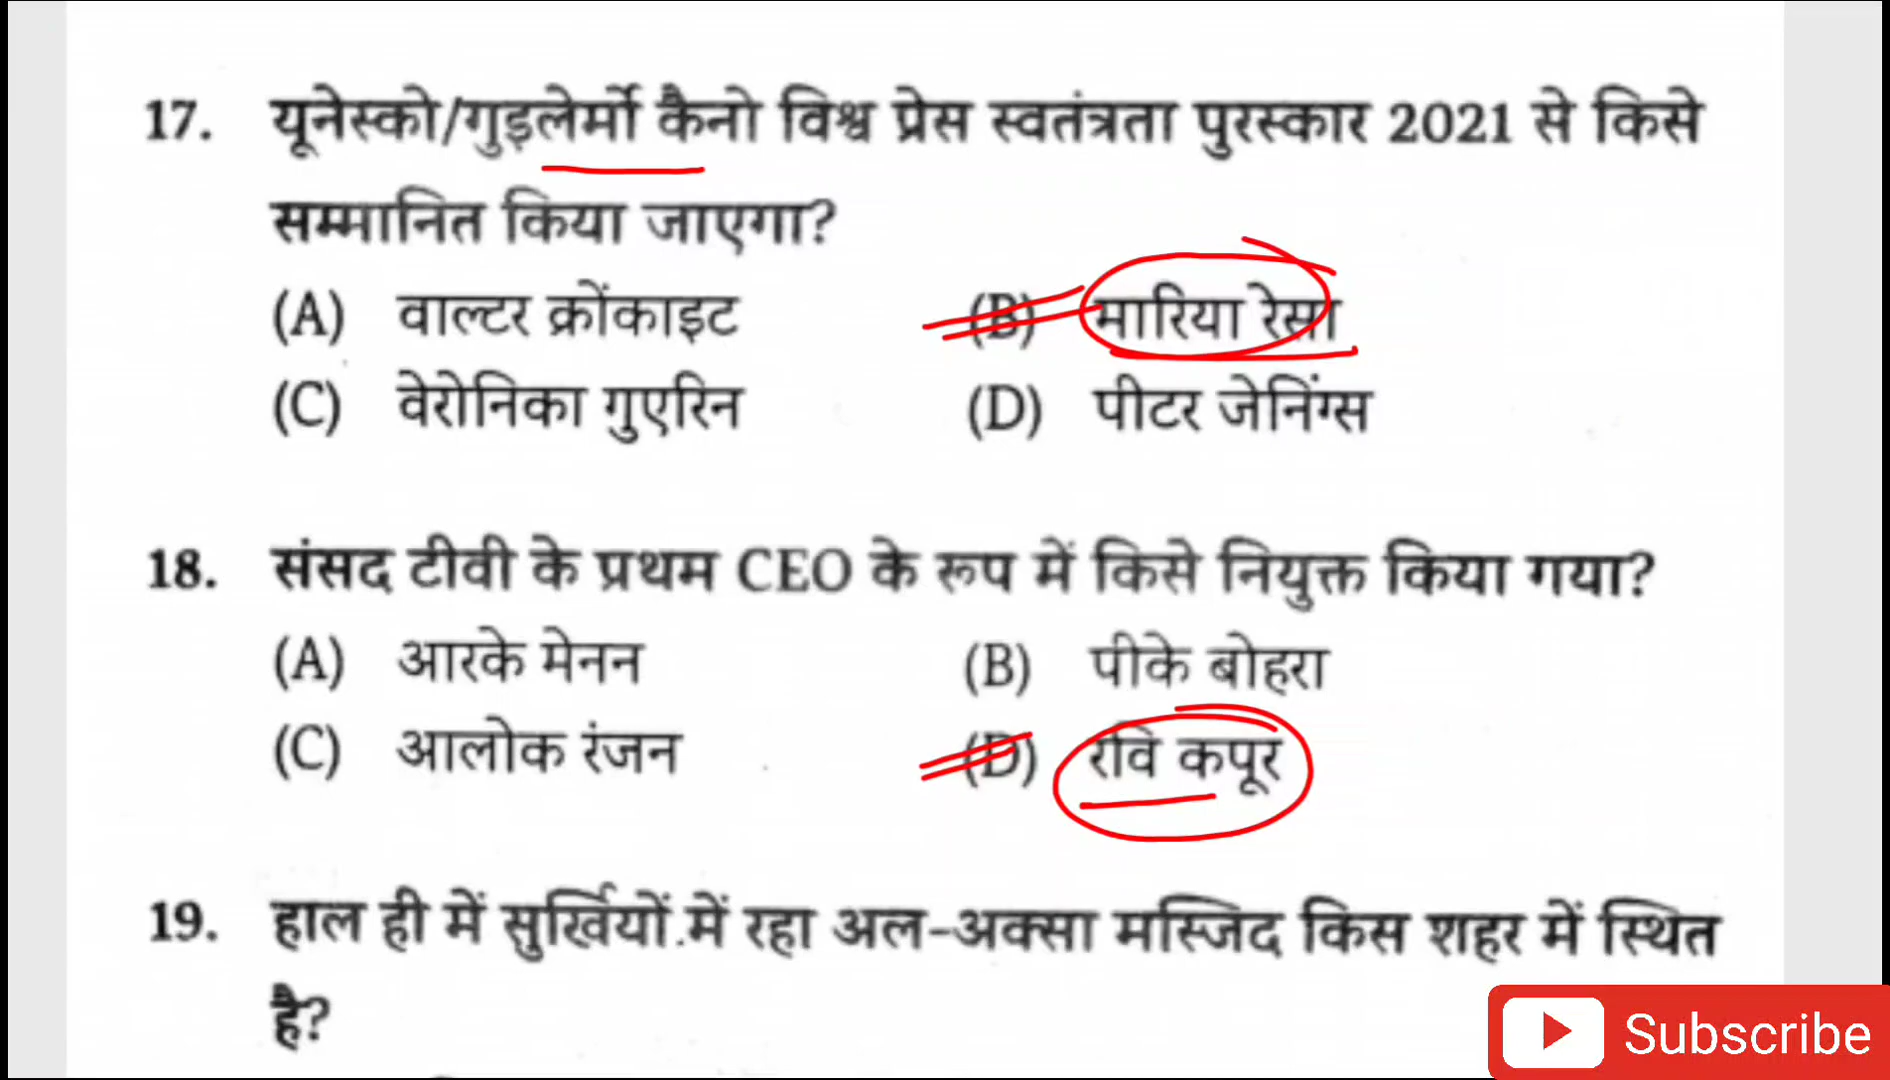 17. यूनेस्को/गुइलेर्मो कैनो विश्व प्रेस स्वतंत्रता पुरस्कार 2021 से किसे
सम्मानित किया जाएगा?
(A) वाल्टर क्रोंकाइट (B) मारिया रेसा
(C) वेरोनिका गुएरिन (D) पीटर जेनिंग्स
18. संसद टीवी के प्रथम CEO के रूप में किसे नियुक्त किया गया?
(A) आरके मेनन (B) पीके बोहरा
(C) आलोक रंजन (D) रवि कपूर
19. हाल ही में सुर्खियों में रहा अल-अक्सा मस्जिद किस शहर में स्थित
है?
Subscribe